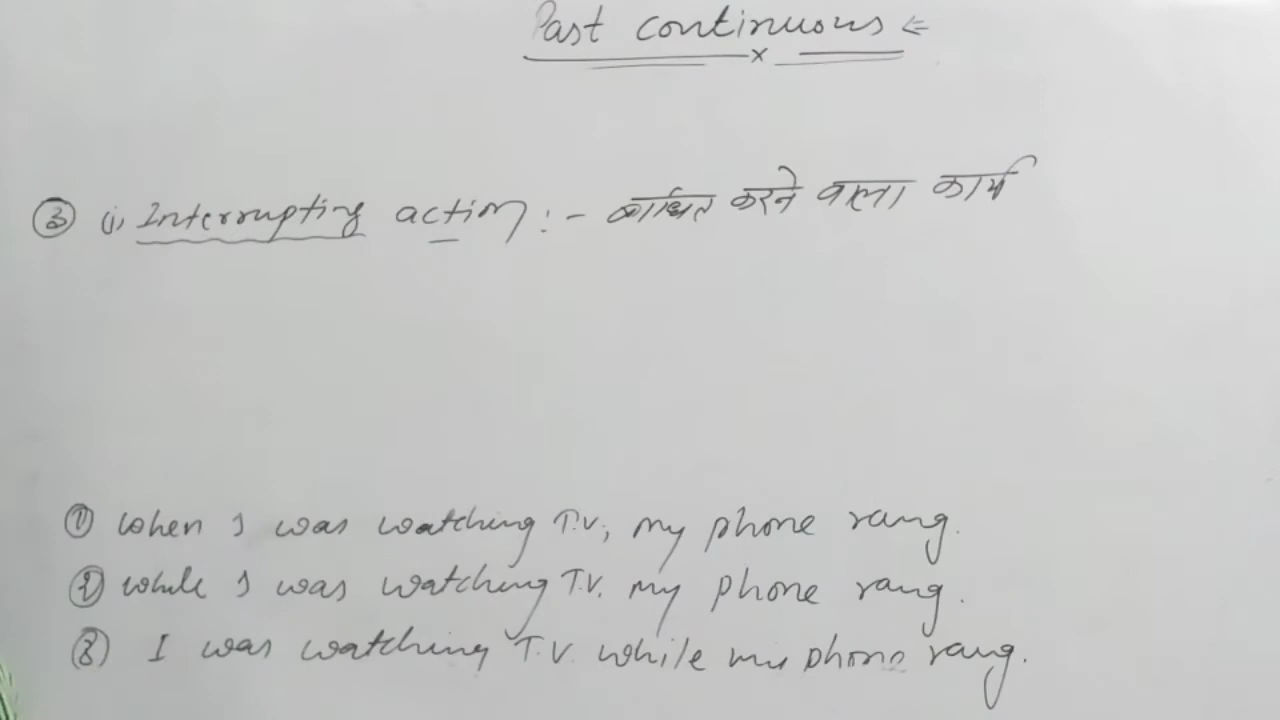 Past continuous ⇐
x
③ (i) Interrupting action :- बाधित करने वाला कार्य
① When I was watching T.V, my phone rang.
② While I was watching T.V. my phone rang.
③ I was watching T.V. while my phone rang.